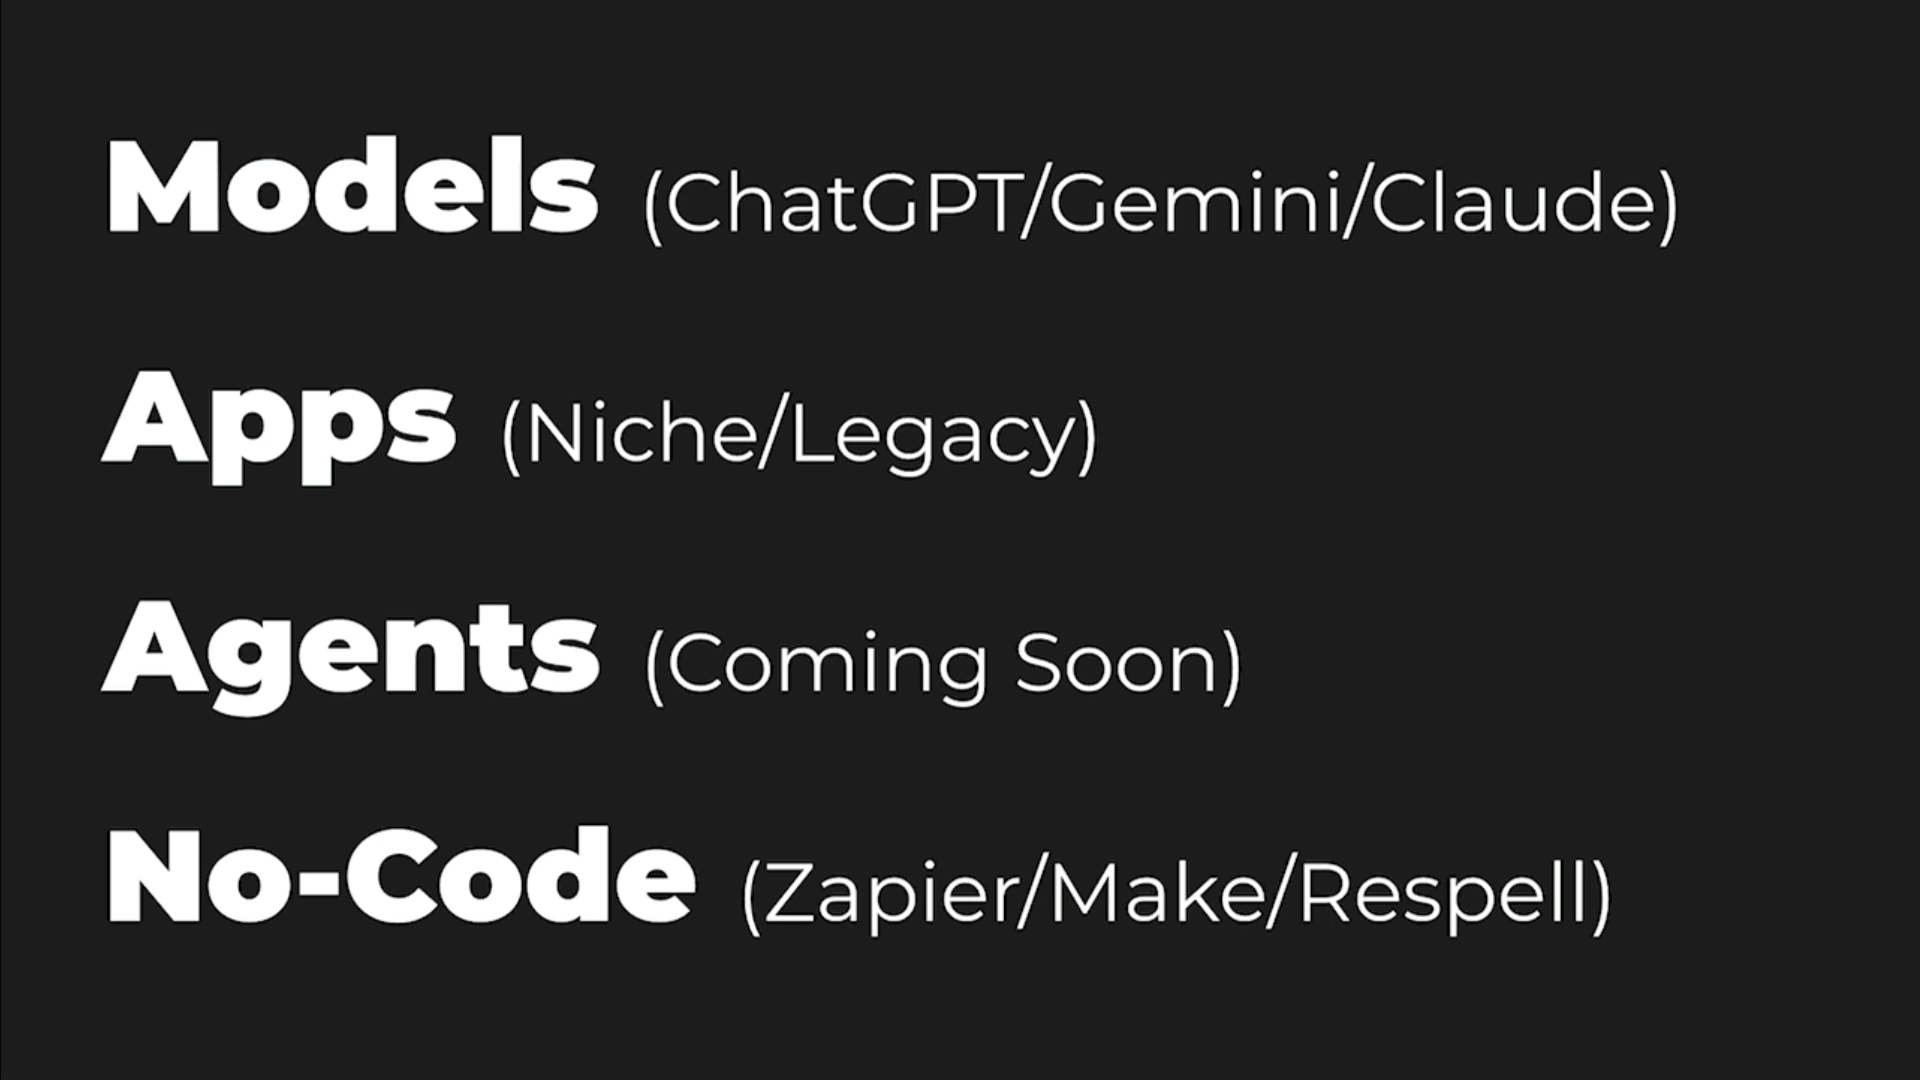 Models (ChatGPT/Gemini/Claude)
Apps (Niche/Legacy)
Agents (Coming Soon)
No-Code (Zapier/Make/Respell)